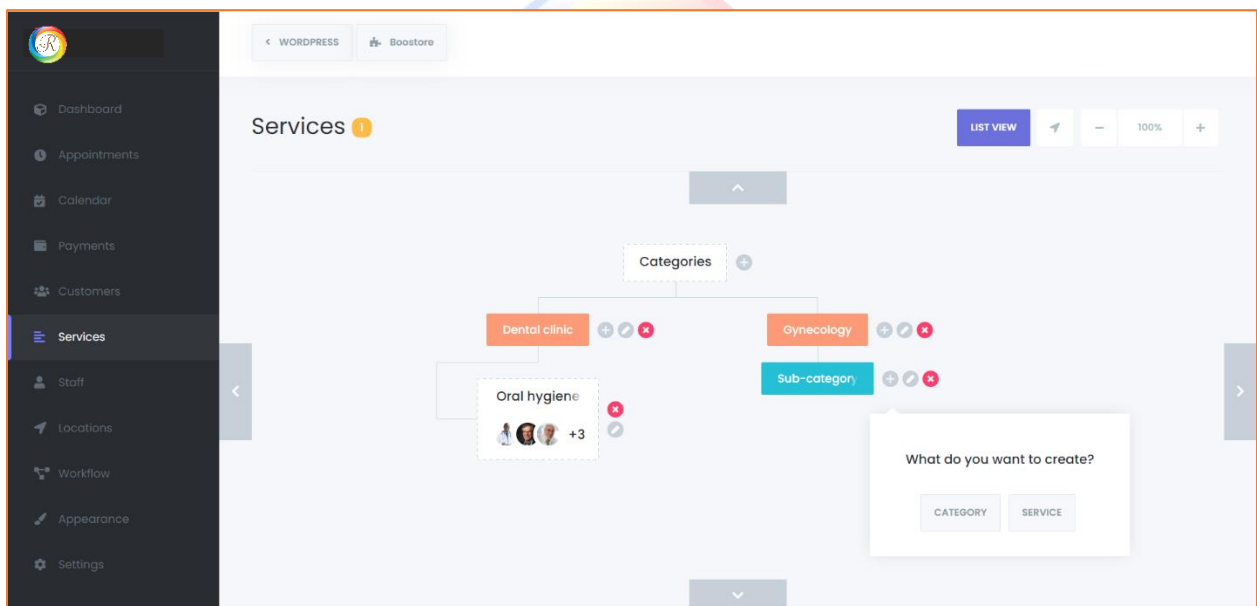 R
WORDPRESS
Boostore
Dashboard
Appointments
Calendar
Payments
Customers
Services
Staff
Locations
Workflow
Appearance
Settings
Services 1
LIST VIEW
100%
Categories
Dental clinic
Gynecology
Sub-category
Oral hygiene
+3
What do you want to create?
CATEGORY
SERVICE